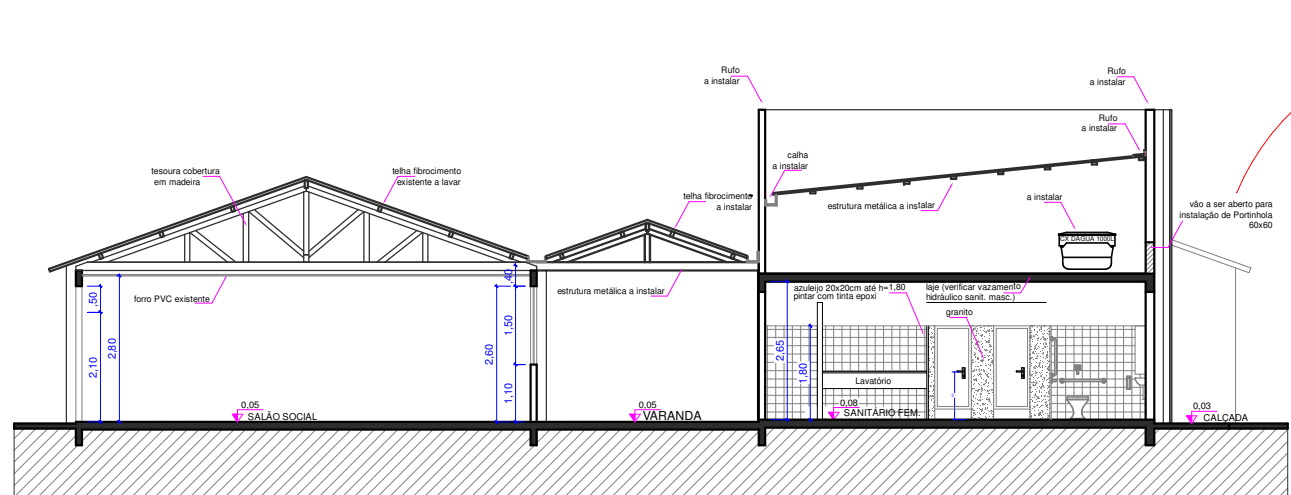 Rufo
a instalar
Rufo
a instalar
Rufo
a instalar
calha
a instalar
tesoura cobertura
em madeira
telha fibrocimento
existente a lavar
telha fibrocimento
a instalar
estrutura metálica a instalar
a instalar
vão a ser aberto para
instalação de Portinhola
60x60
CX DÁGUA 1000L
forro PVC existente
estrutura metálica a instalar
azuleijo 20x20cm até h=1,80
pintar com tinta epoxi
laje (verificar vazamento
hidráulico sanit. masc.)
granito
,40
,50
2,10
2,80
2,60
1,50
1,10
2,65
1,80
Lavatório
0,05
SALÃO SOCIAL
0,05
VARANDA
0,08
SANITÁRIO FEM.
0,03
CALÇADA